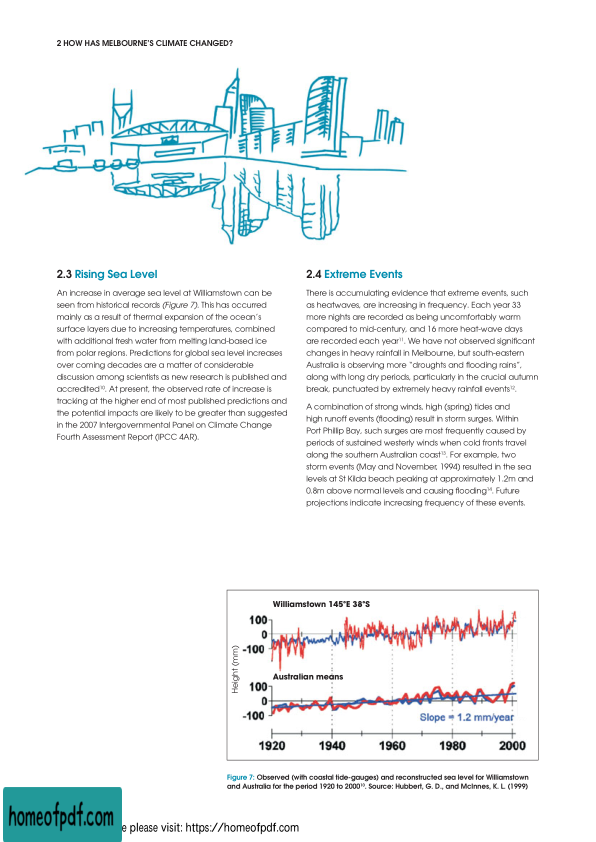 2 HOW HAS MELBOURNE'S CLIMATE CHANGED?
2.3 Rising Sea Level
An increase in average sea level at Williamstown can be
seen from historical records (Figure 7). This has occurred
mainly as a result of thermal expansion of the ocean's
surface layers due to increasing temperatures, combined
with additional fresh water from melting land-based ice
from polar regions. Predictions for global sea level increases
over coming decades are a matter of considerable
discussion among scientists as new research is published and
accredited¹⁰. At present, the observed rate of increase is
tracking at the higher end of most published predictions and
the potential impacts are likely to be greater than suggested
in the 2007 Intergovernmental Panel on Climate Change
Fourth Assessment Report (IPCC 4AR).
2.4 Extreme Events
There is accumulating evidence that extreme events, such
as heatwaves, are increasing in frequency. Each year 33
more nights are recorded as being uncomfortably warm
compared to mid-century, and 16 more heat-wave days
are recorded each year¹¹. We have not observed significant
changes in heavy rainfall in Melbourne, but south-eastern
Australia is observing more "droughts and flooding rains",
along with long dry periods, particularly in the crucial autumn
break, punctuated by extremely heavy rainfall events¹².
A combination of strong winds, high (spring) tides and
high runoff events (flooding) result in storm surges. Within
Port Phillip Bay, such surges are most frequently caused by
periods of sustained westerly winds when cold fronts travel
along the southern Australian coast¹³. For example, two
storm events (May and November, 1994) resulted in the sea
levels at St Kilda beach peaking at approximately 1.2m and
0.8m above normal levels and causing flooding¹⁴. Future
projections indicate increasing frequency of these events.
Williamstown 145°E 38°S
100
0
-100
Height (mm)
Australian means
100
0
-100
Slope = 1.2 mm/year
1920 1940 1960 1980 2000
Figure 7: Observed (with coastal tide-gauges) and reconstructed sea level for Williamstown
and Australia for the period 1920 to 2000¹⁰. Source: Hubbert, G. D., and McInnes, K. L. (1999)
homeofpdf.com
e please visit: https://homeofpdf.com